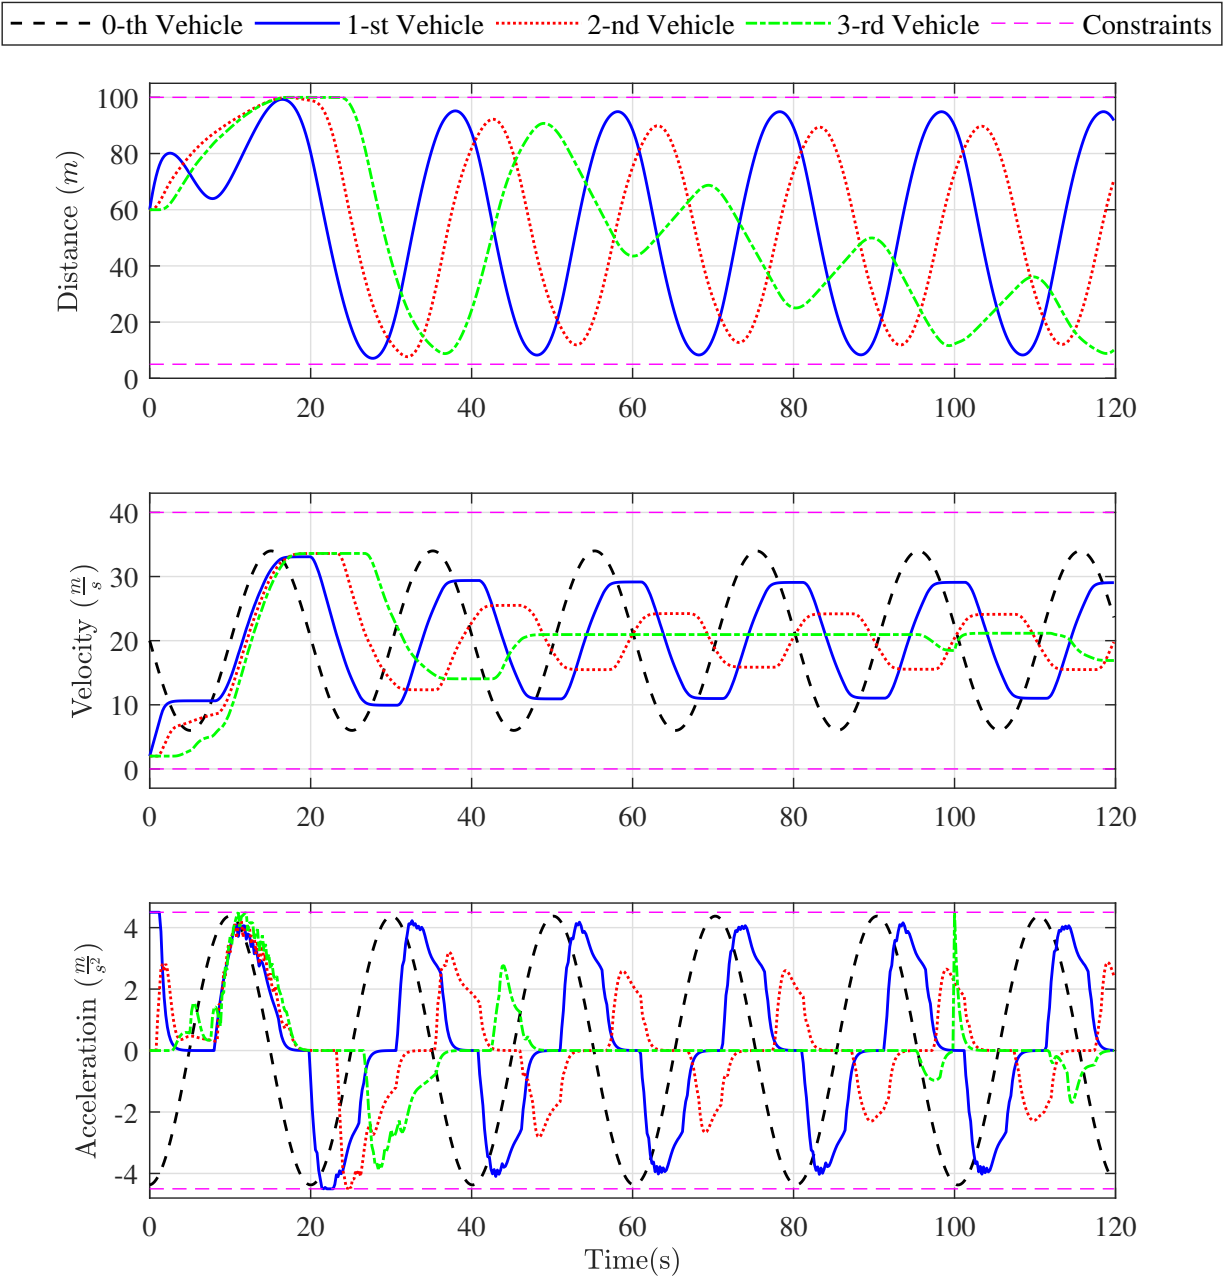 0-th Vehicle 1-st Vehicle 2-nd Vehicle 3-rd Vehicle Constraints
Distance (m)
100
80
60
40
20
0
0 20 40 60 80 100 120
Velocity (m/s)
40
30
20
10
0
0 20 40 60 80 100 120
Acceleratioin (m/s²)
4
2
0
-2
-4
0 20 40 60 80 100 120
Time(s)